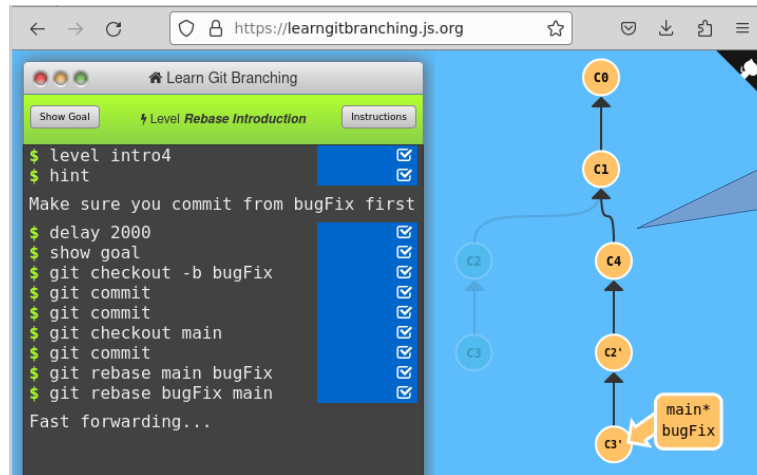 https://learngitbranching.js.org
Learn Git Branching
Show Goal
Level Rebase Introduction
Instructions
$ level intro4
$ hint
Make sure you commit from bugFix first
$ delay 2000
$ show goal
$ git checkout -b bugFix
$ git commit
$ git commit
$ git checkout main
$ git commit
$ git rebase main bugFix
$ git rebase bugFix main
Fast forwarding...
C0
C1
C2
C4
C3
C2'
main*
bugFix
C3'